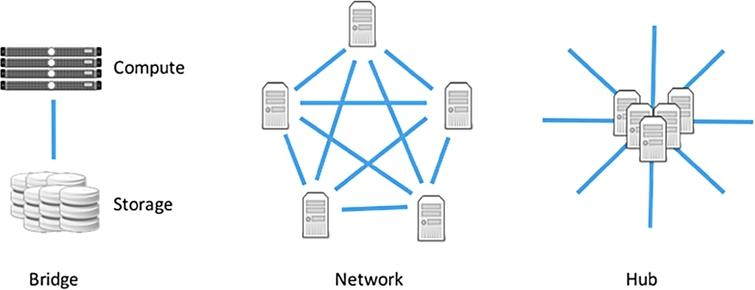 Compute
Storage
Bridge
Network
Hub